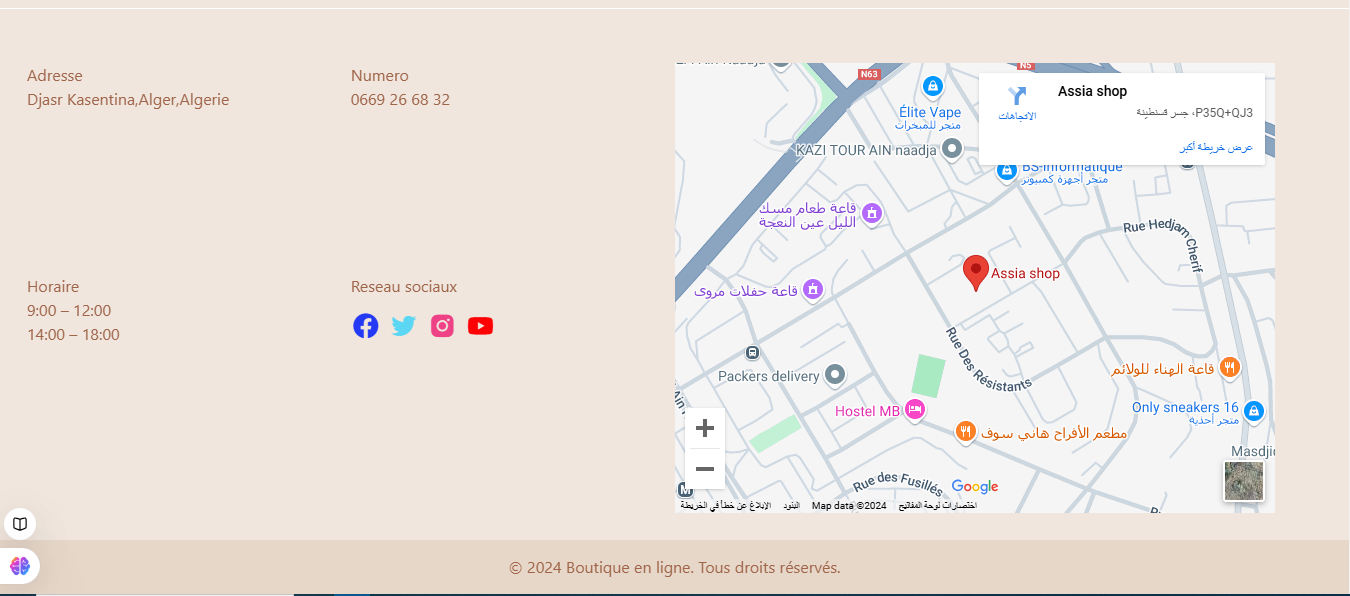 Adresse
Djasr Kasentina,Alger,Algerie
Numero
0669 26 68 32
Horaire
9:00 – 12:00
14:00 – 18:00
Reseau sociaux
N63
N5
Élite Vape
متجر للمبخرات
Assia shop
P35Q+QJ3، جسر قسنطينة
الاتجاهات
عرض خريطة أكبر
KAZI TOUR AIN naadja
BS-Informatique
متجر أجهزة كمبيوتر
قاعة طعام مسك
الليل عين النعجة
Rue Hedjam Cherif
Assia shop
قاعة حفلات مروى
Rue Des Résistants
Packers delivery
قاعة الهناء للولائم
Hostel MB
Only sneakers 16
متجر أحذية
مطعم الأفراح هاني سوف
Rue des Fusillés
Google
اختصارات لوحة المفاتيح
Map data ©2024
البنود
الإبلاغ عن خطأ في الخريطة
© 2024 Boutique en ligne. Tous droits réservés.